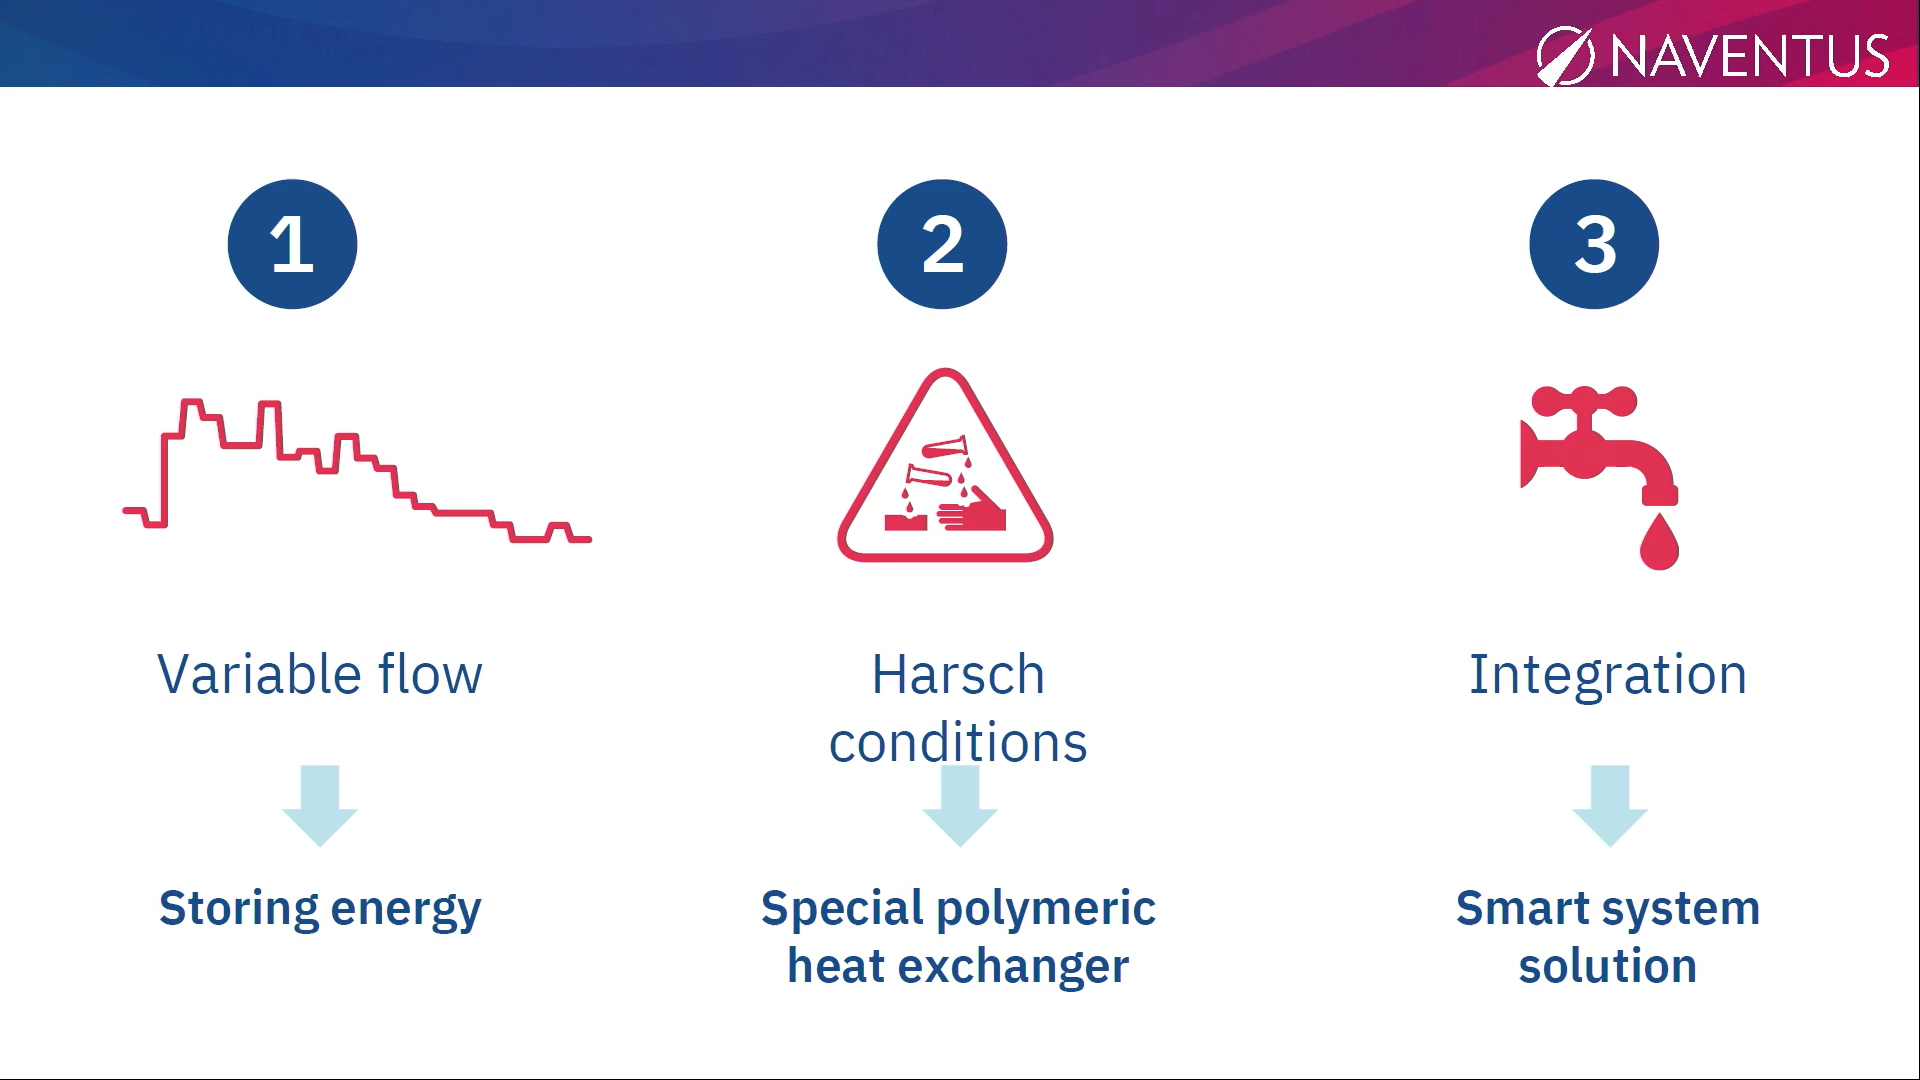 NAVENTUS
1
Variable flow
Storing energy
2
Harsch
conditions
Special polymeric
heat exchanger
3
Integration
Smart system
solution